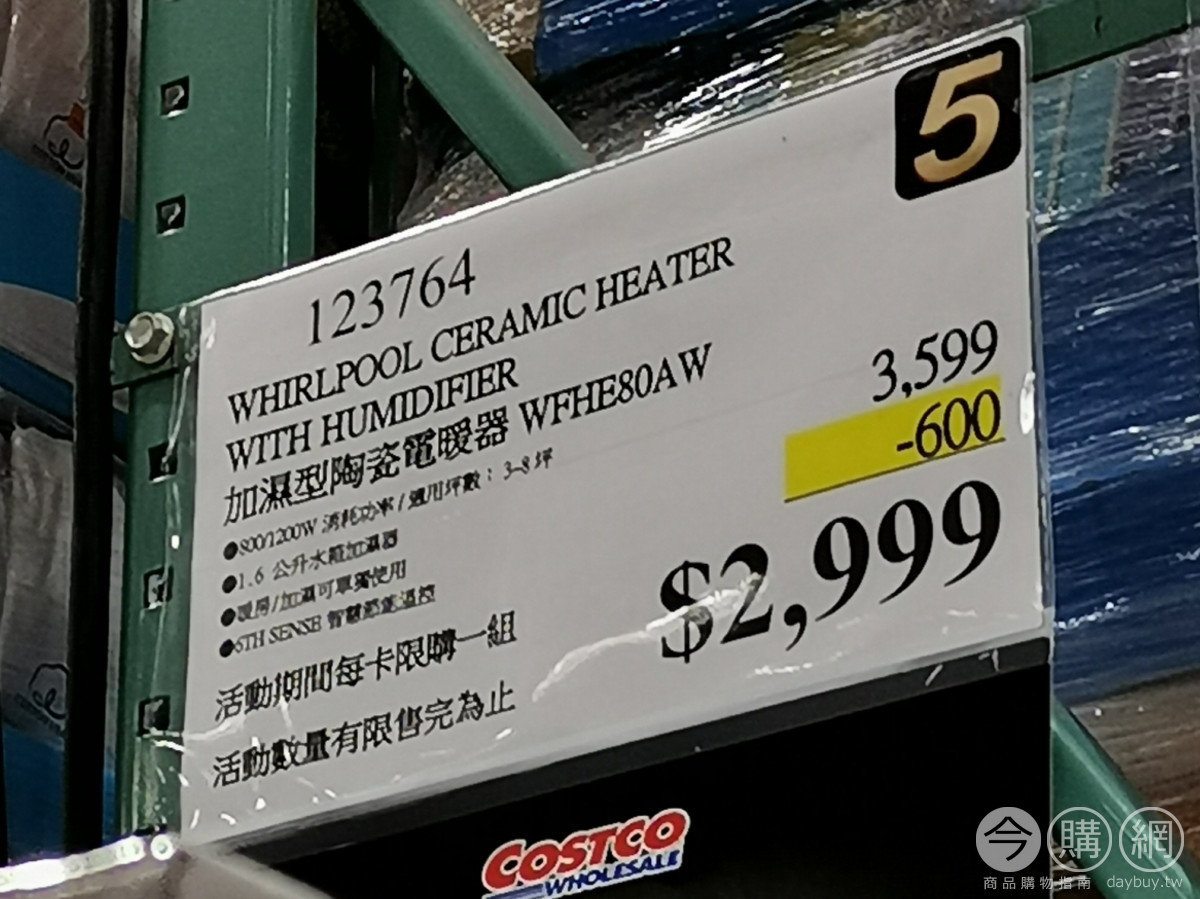 5
123764
WHIRLPOOL CERAMIC HEATER
WITH HUMIDIFIER
加濕型陶瓷電暖器 WFHE80AW
3,599
-600
$2,999
●800/1200W 消耗功率/適用坪數：3-8坪
●1.6 公升水箱加濕器
●暖房/加濕可單獨使用
●6TH SENSE 智慧節能溫控
活動期間每卡限購一組
活動數量有限售完為止
COSTCO
WHOLESALE
今購網
商品購物指南 daybuy.tw